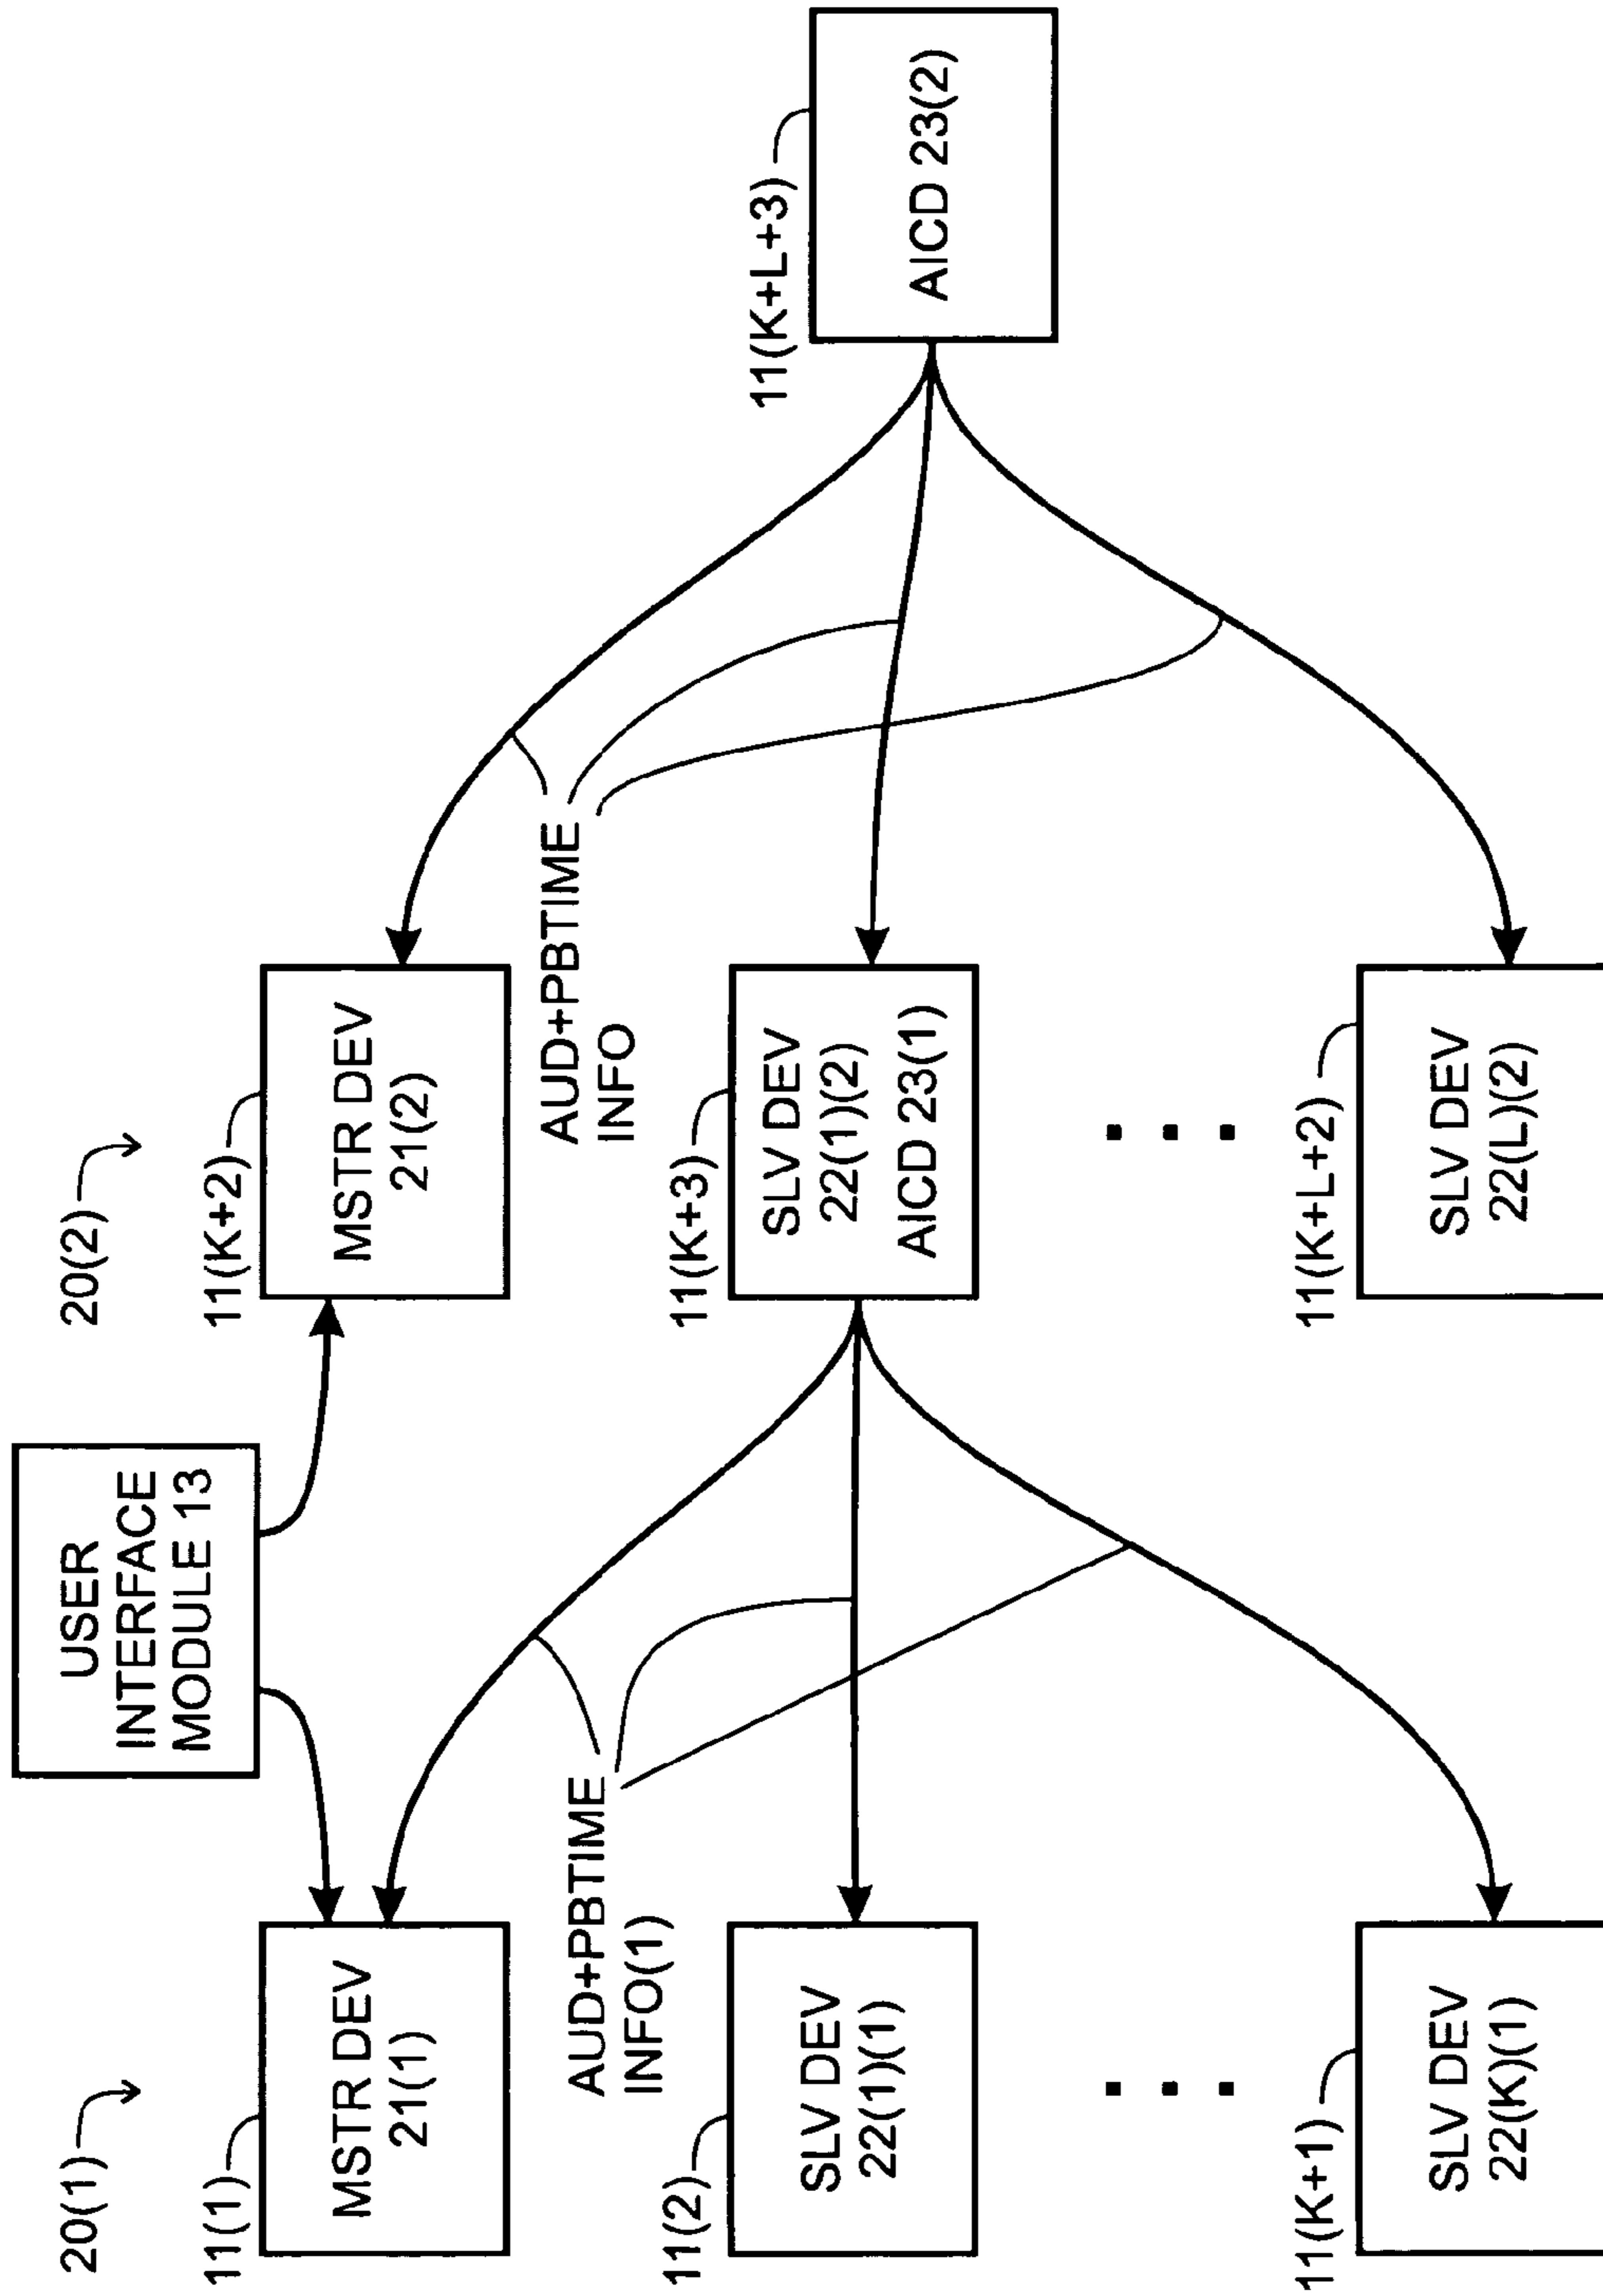 USER
INTERFACE
MODULE 13
20(1)
20(2)
11(1)
MSTR DEV
21(1)
11(K+2)
MSTR DEV
21(2)
AUD+PBTIME
INFO(1)
AUD+PBTIME
INFO
11(2)
SLV DEV
22(1)(1)
11(K+3)
SLV DEV
22(1)(2)
AICD 23(1)
11(K+L+3)
AICD 23(2)
11(K+1)
SLV DEV
22(K)(1)
11(K+L+2)
SLV DEV
22(L)(2)